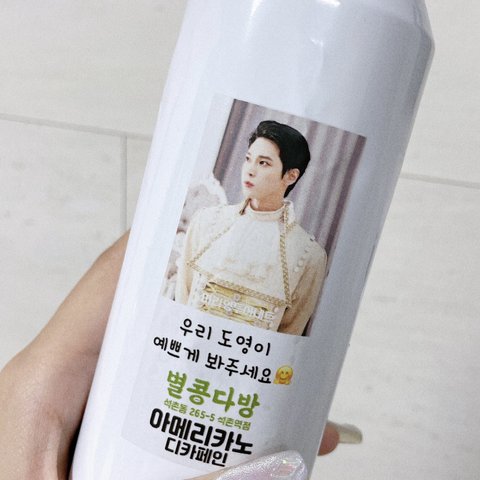 우리 도영이
예쁘게 봐주세요🤗
별콩다방
석촌동 265-5 석촌역점
아메리카노
디카페인